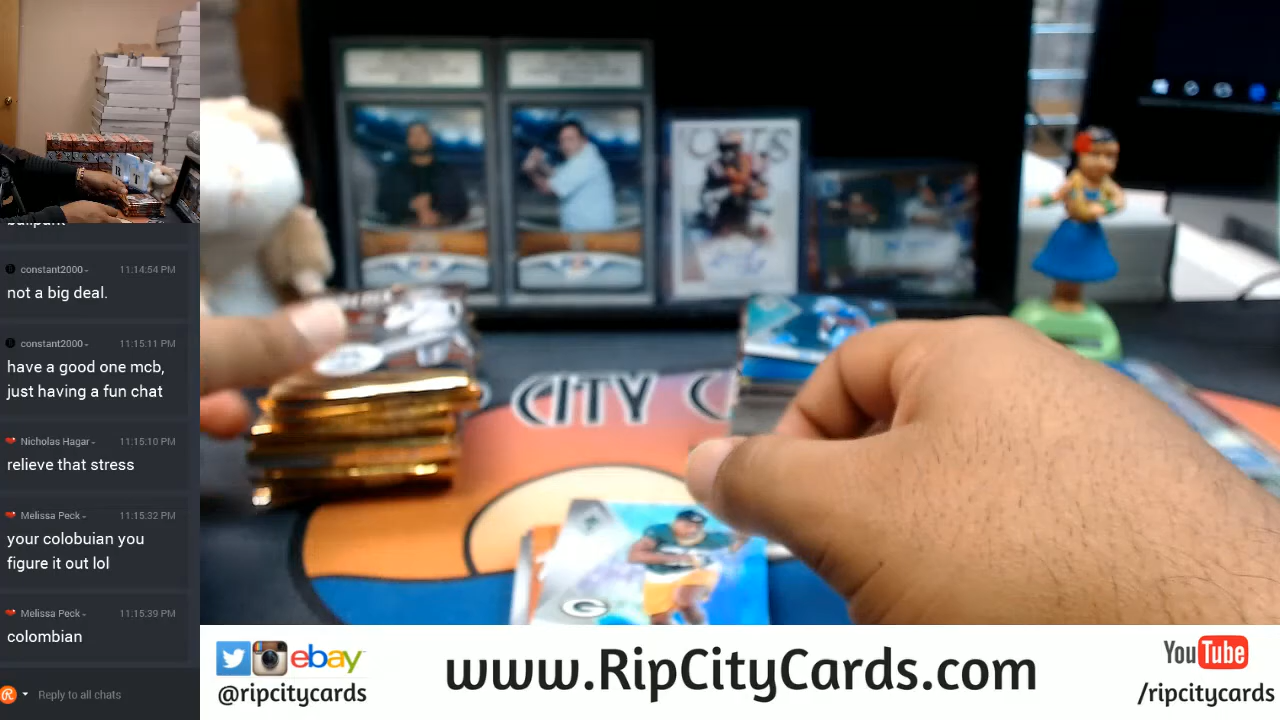 constant2000
11:14:54 PM
not a big deal.
constant2000
11:15:11 PM
have a good one mcb,
just having a fun chat
Nicholas Hagar
11:15:10 PM
relieve that stress
Melissa Peck
11:15:32 PM
your colobuian you
figure it out lol
Melissa Peck
11:15:39 PM
colombian
Reply to all chats
CITY C
G
ebay
@ripcitycards
www.RipCityCards.com
YouTube
/ripcitycards